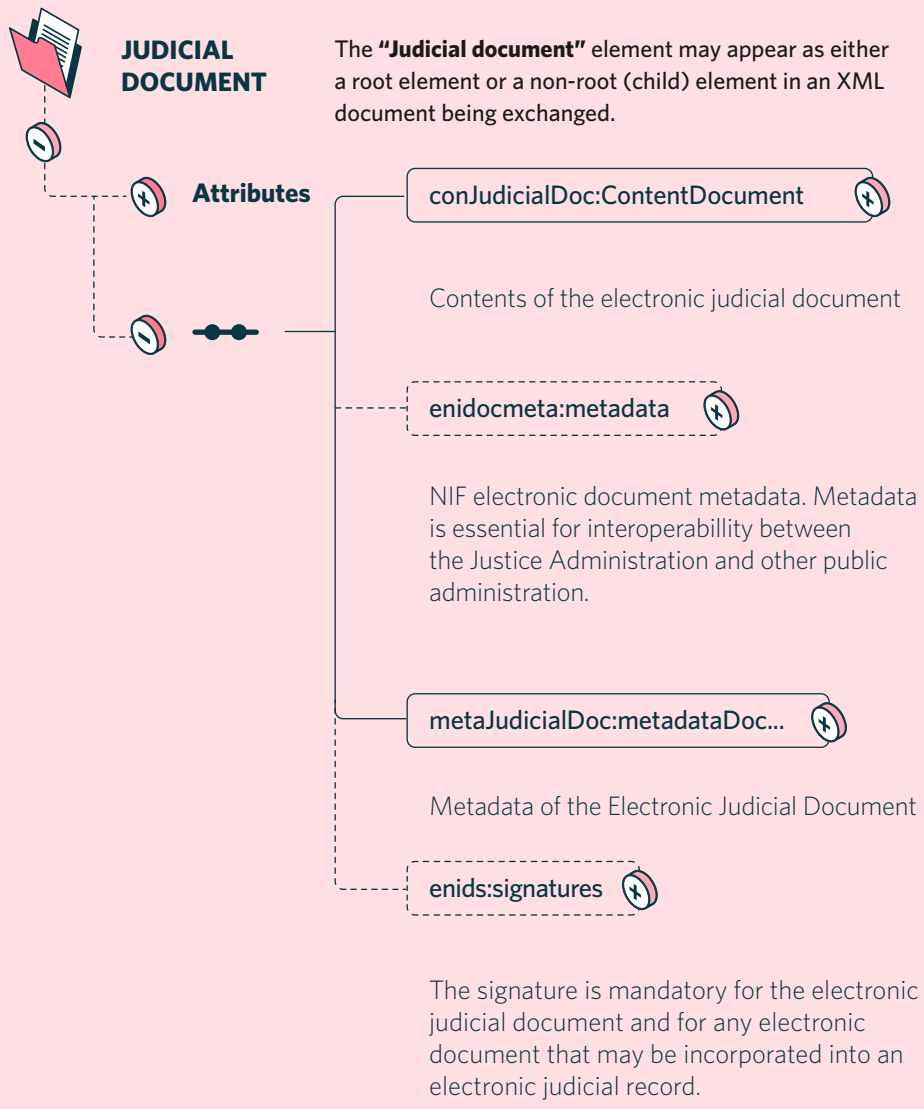 JUDICIAL
DOCUMENT
The “Judicial document” element may appear as either
a root element or a non-root (child) element in an XML
document being exchanged.
Attributes
conJudicialDoc:ContentDocument
Contents of the electronic judicial document
enidocmeta:metadata
NIF electronic document metadata. Metadata
is essential for interoperabillity between
the Justice Administration and other public
administration.
metaJudicialDoc:metadataDoc...
Metadata of the Electronic Judicial Document
enids:signatures
The signature is mandatory for the electronic
judicial document and for any electronic
document that may be incorporated into an
electronic judicial record.